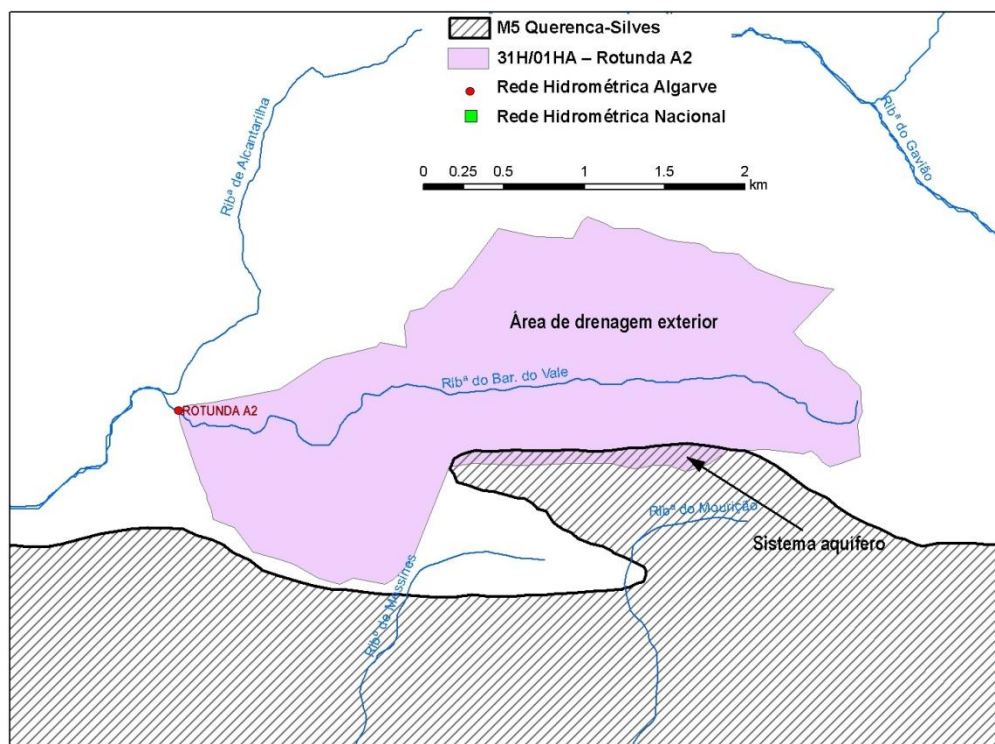 M5 Querenca-Silves
31H/01HA – Rotunda A2
Rede Hidrométrica Algarve
Rede Hidrométrica Nacional
0 0.25 0.5 1 1.5 2
km
Ribª de Alcantarilha
Ribª do Gavião
Área de drenagem exterior
Ribª do Bar. do Vale
ROTUNDA A2
Ribª do Mourição
Sistema aquifero
Ribª de Messines